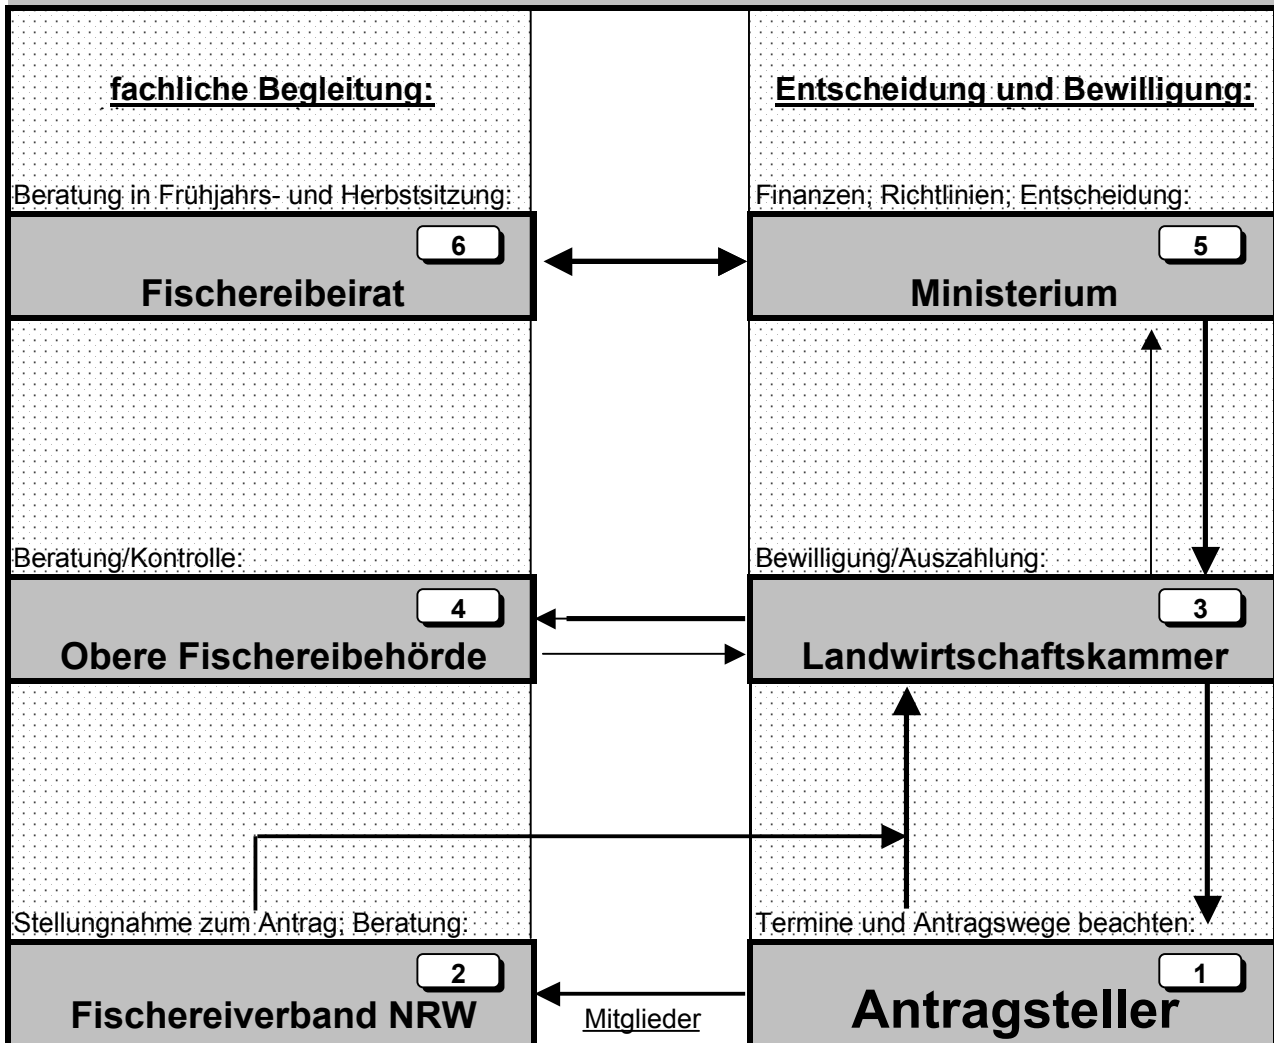 fachliche Begleitung:
Entscheidung und Bewilligung:
Beratung in Frühjahrs- und Herbstsitzung:
Finanzen; Richtlinien; Entscheidung:
6
Fischereibeirat
5
Ministerium
Beratung/Kontrolle:
Bewilligung/Auszahlung:
4
Obere Fischereibehörde
3
Landwirtschaftskammer
Stellungnahme zum Antrag; Beratung:
Termine und Antragswege beachten:
2
Fischereiverband NRW
Mitglieder
1
Antragsteller